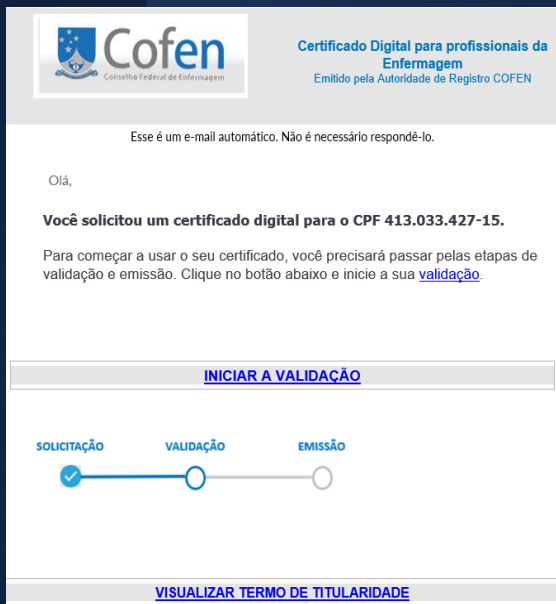 Cofen
Conselho Federal de Enfermagem
Certificado Digital para profissionais da
Enfermagem
Emitido pela Autoridade de Registro COFEN
Esse é um e-mail automático. Não é necessário respondê-lo.
Olá,
Você solicitou um certificado digital para o CPF 413.033.427-15.
Para começar a usar o seu certificado, você precisará passar pelas etapas de
validação e emissão. Clique no botão abaixo e inicie a sua validação.
INICIAR A VALIDAÇÃO
SOLICITAÇÃO VALIDAÇÃO EMISSÃO
VISUALIZAR TERMO DE TITULARIDADE